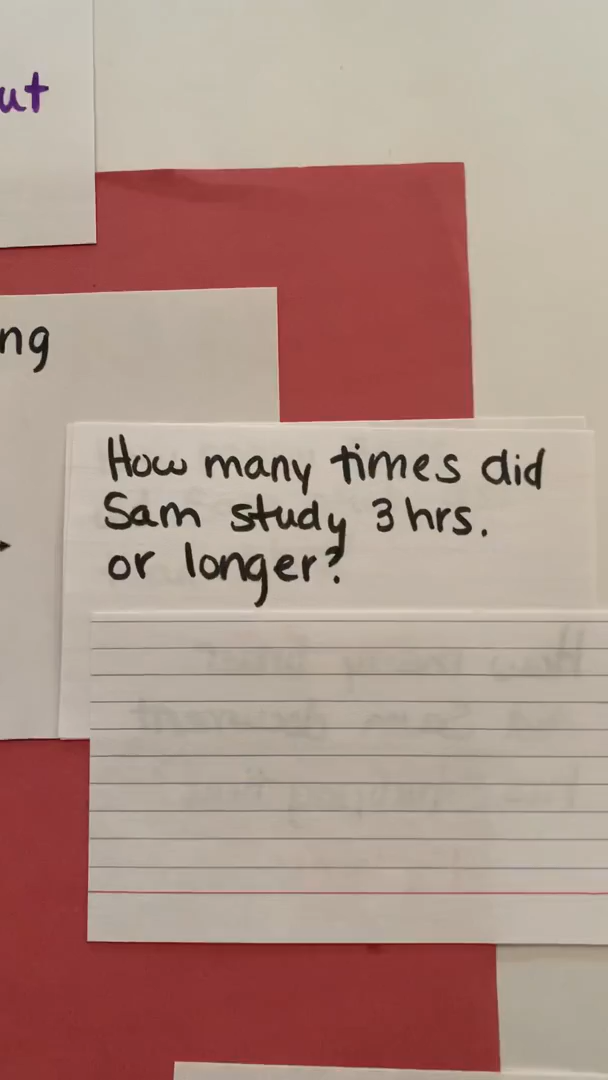 ut
ng
How many times did
Sam study 3 hrs.
or longer?